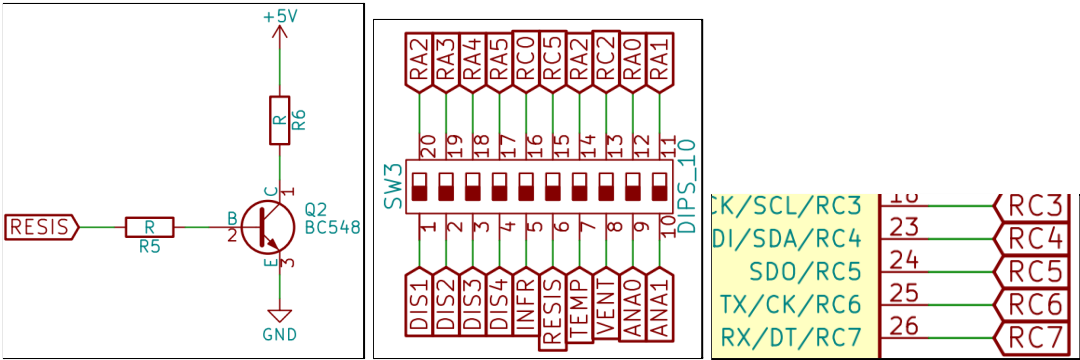 +5V
R
R6
C
1
RESIS
R
R5
B
2
Q2
BC548
E
3
GND
RA2 RA3 RA4 RA5 RC0 RC5 RA2 RC2 RA0 RA1
20 19 18 17 16 15 14 13 12 11
SW3
DIPS_10
1 2 3 4 5 6 7 8 9 10
DIS1 DIS2 DIS3 DIS4 INFR RESIS TEMP VENT ANA0 ANA1
CK/SCL/RC3 18 RC3
DI/SDA/RC4 23 RC4
SDO/RC5 24 RC5
TX/CK/RC6 25 RC6
RX/DT/RC7 26 RC7